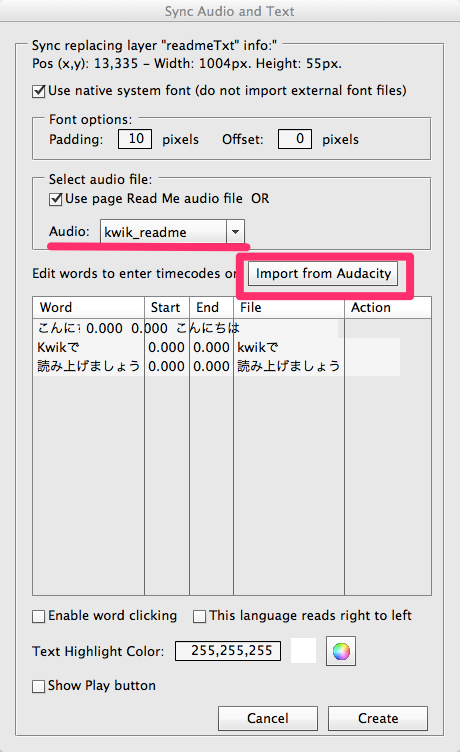 Sync Audio and Text
Sync replacing layer "readmeTxt" info:"
Pos (x,y): 13,335 – Width: 1004px. Height: 55px.
Use native system font (do not import external font files)
Font options:
Padding: 10 pixels Offset: 0 pixels
Select audio file:
Use page Read Me audio file OR
Audio: kwik_readme
Edit words to enter timecodes or Import from Audacity
Word Start End File Action
こんに 0.000 0.000 こんにちは
Kwikで 0.000 0.000 kwikで
読み上げましょう 0.000 0.000 読み上げましょう
Enable word clicking This language reads right to left
Text Highlight Color: 255,255,255
Show Play button
Cancel Create